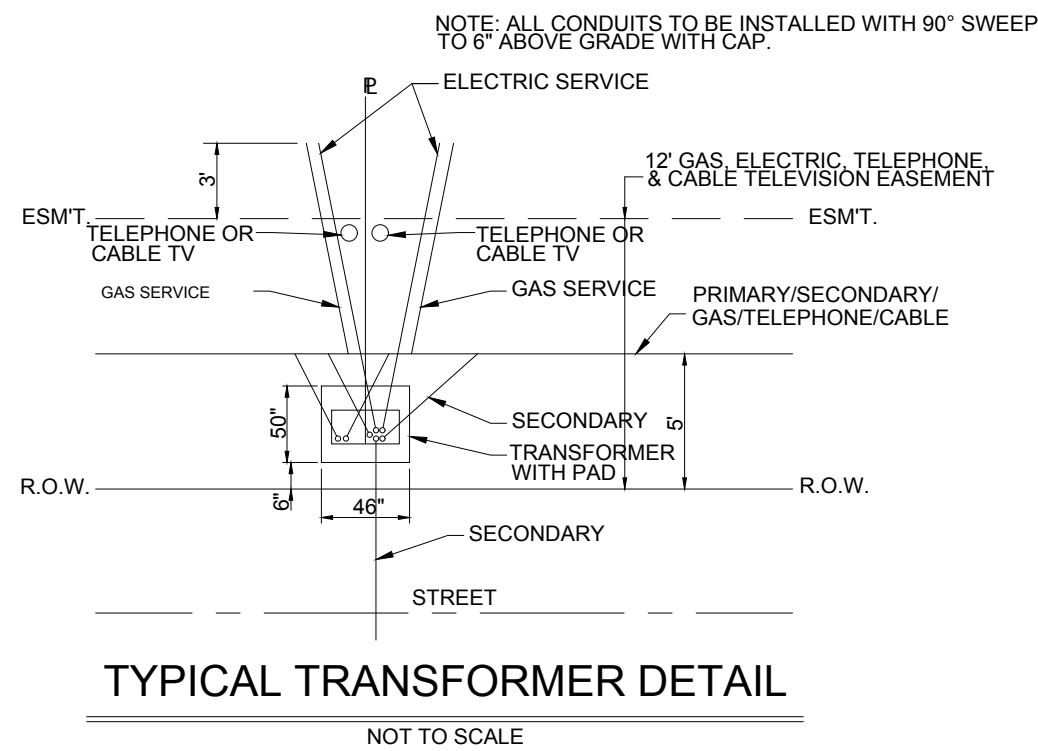 NOTE: ALL CONDUITS TO BE INSTALLED WITH 90° SWEEP
TO 6" ABOVE GRADE WITH CAP.
PL
ELECTRIC SERVICE
3'
12' GAS, ELECTRIC, TELEPHONE,
& CABLE TELEVISION EASEMENT
ESM'T.
ESM'T.
TELEPHONE OR
CABLE TV
TELEPHONE OR
CABLE TV
GAS SERVICE
GAS SERVICE
PRIMARY/SECONDARY/
GAS/TELEPHONE/CABLE
50"
SECONDARY
5'
TRANSFORMER
WITH PAD
R.O.W.
6"
46"
R.O.W.
SECONDARY
STREET
TYPICAL TRANSFORMER DETAIL
NOT TO SCALE